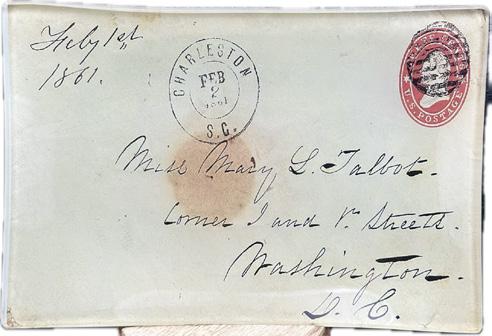 Feby 1st
1861.
CHARLESTON
FEB
2
1861
S.C.
U.S. POSTAGE
Miss Mary L. Talbot.
Corner I and Streets.
Washington.
D. C.